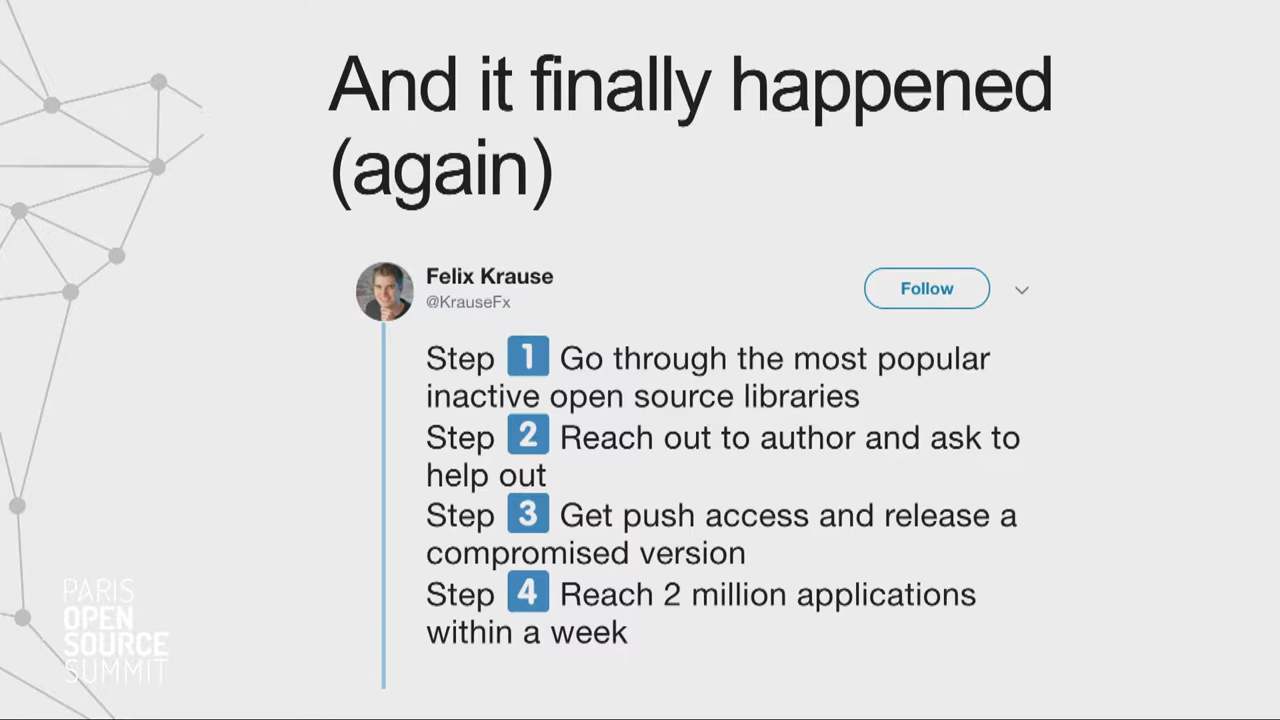 And it finally happened
(again)
Felix Krause
@KrauseFx
Follow
Step 1 Go through the most popular
inactive open source libraries
Step 2 Reach out to author and ask to
help out
Step 3 Get push access and release a
compromised version
Step 4 Reach 2 million applications
within a week
PARIS
OPEN
SOURCE
SUMMIT